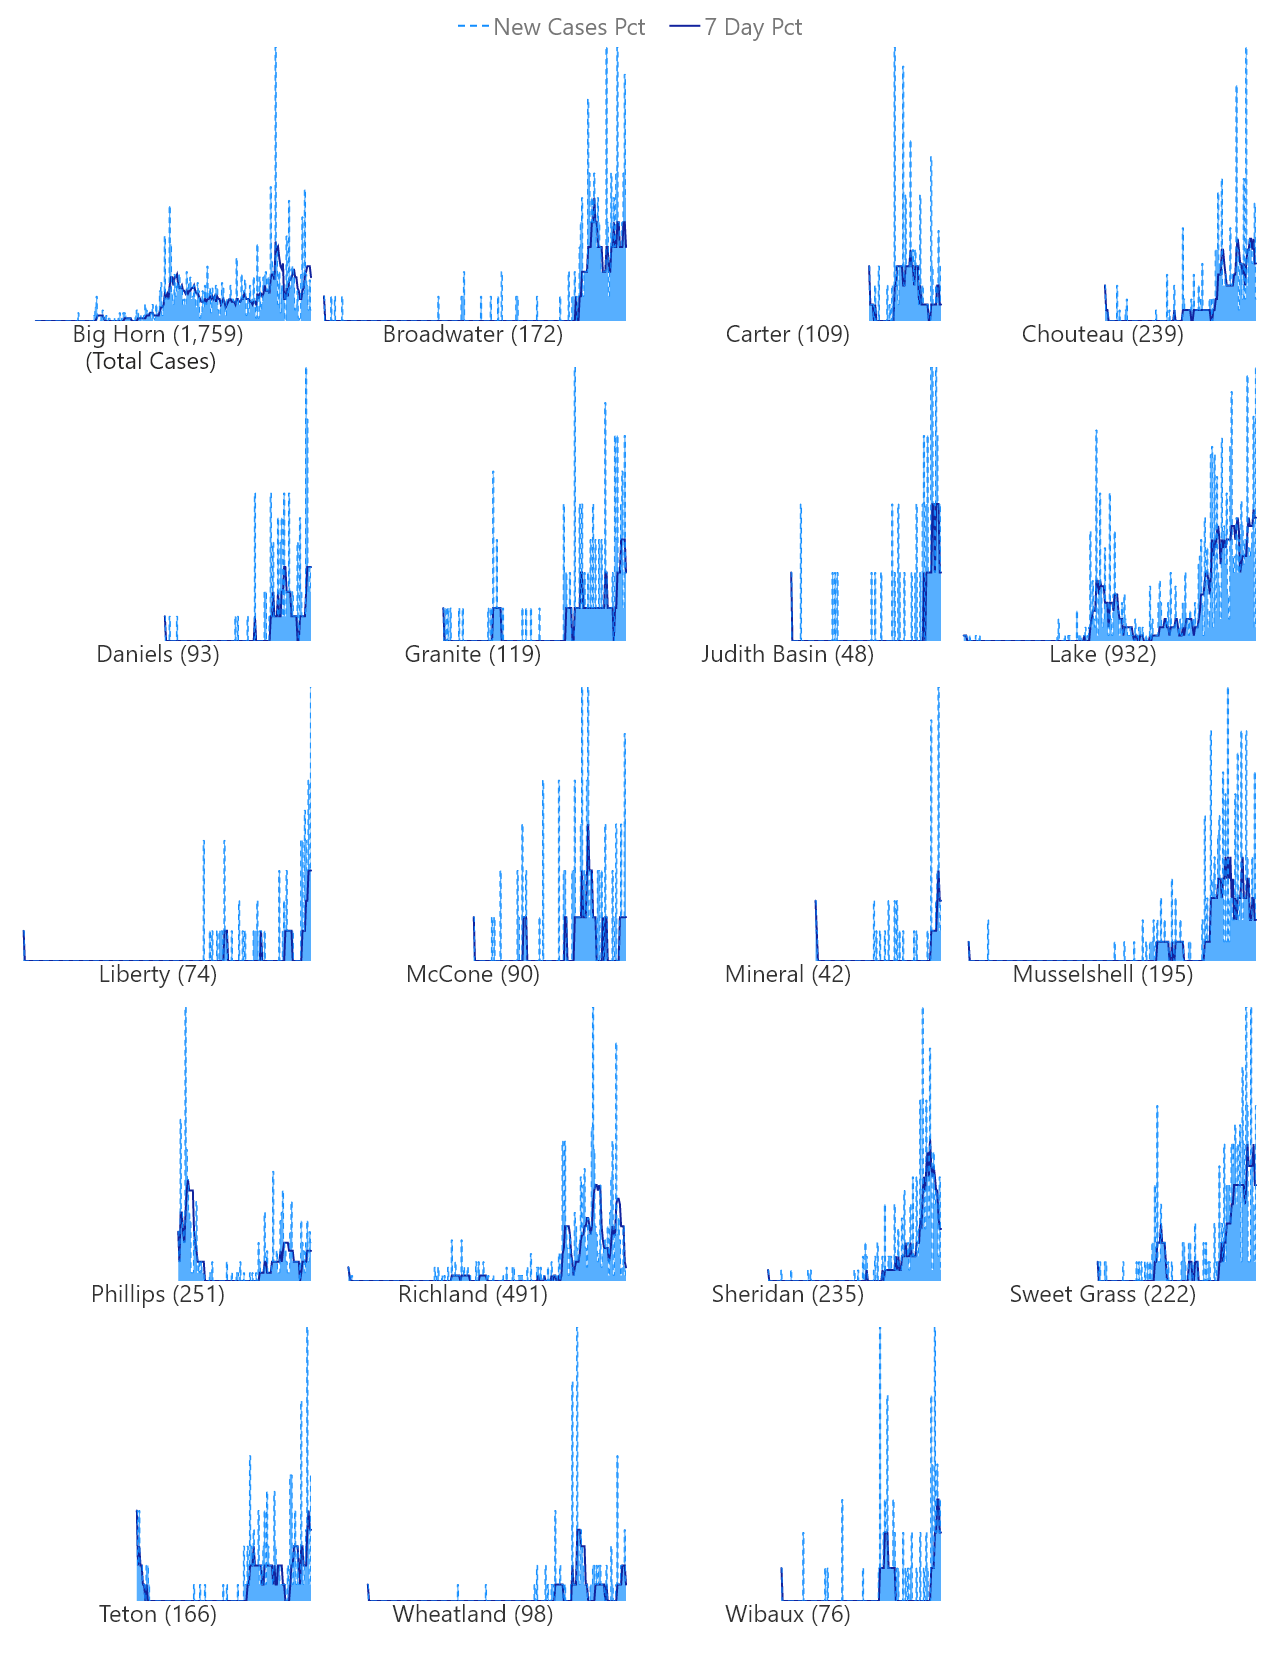 New Cases Pct 7 Day Pct
Big Horn (1,759) Broadwater (172) Carter (109) Chouteau (239)
(Total Cases)
Daniels (93) Granite (119) Judith Basin (48) Lake (932)
Liberty (74) McCone (90) Mineral (42) Musselshell (195)
Phillips (251) Richland (491) Sheridan (235) Sweet Grass (222)
Teton (166) Wheatland (98) Wibaux (76)